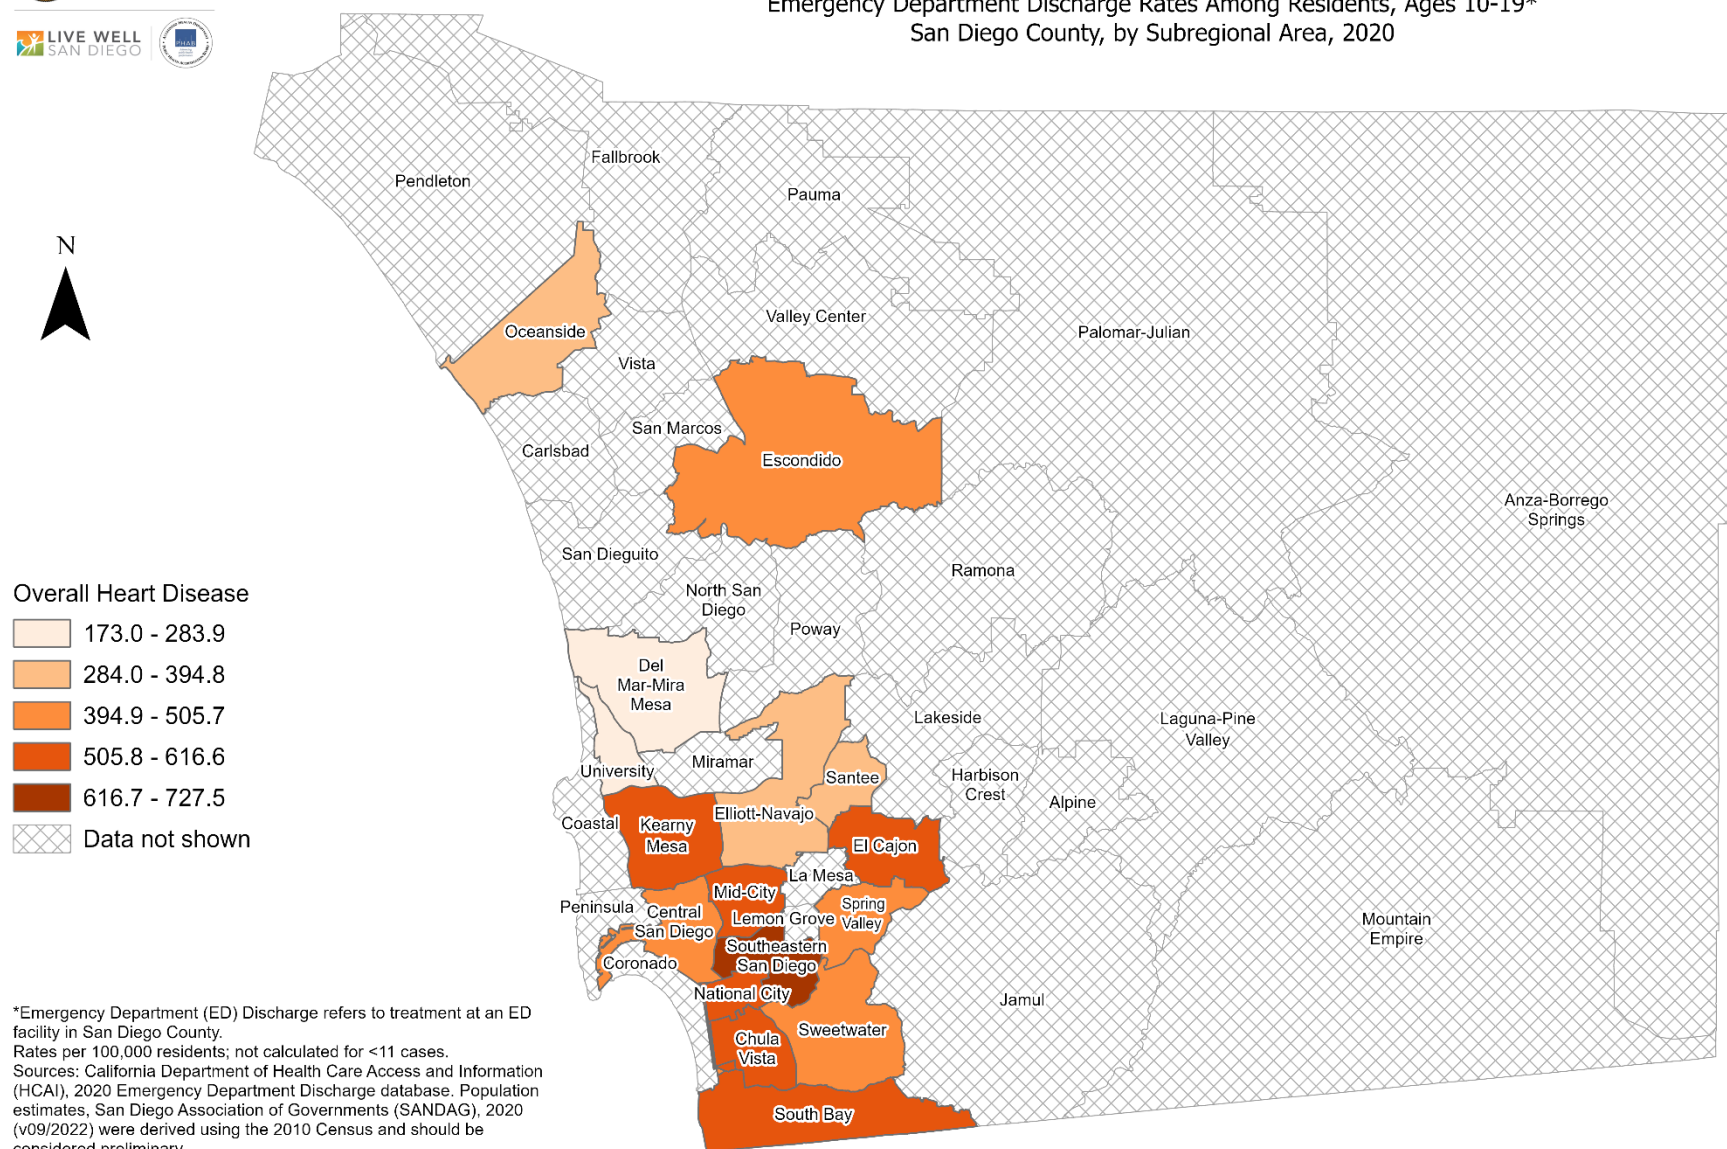 Emergency Department Discharge Rates Among Residents, Ages 10-19*
San Diego County, by Subregional Area, 2020
LIVE WELL
SAN DIEGO
PHAB
N
Fallbrook
Pendleton
Pauma
Oceanside
Valley Center
Palomar-Julian
Vista
San Marcos
Carlsbad
Escondido
Anza-Borrego
Springs
San Dieguito
Ramona
North San
Diego
Poway
Del
Mar-Mira
Mesa
Lakeside
Laguna-Pine
Valley
Miramar
University
Santee
Harbison
Crest
Alpine
Elliott-Navajo
Coastal
Kearny
Mesa
El Cajon
La Mesa
Mid-City
Peninsula
Central
San Diego
Lemon Grove
Spring
Valley
Mountain
Empire
Southeastern
San Diego
Coronado
National City
Jamul
Sweetwater
Chula
Vista
South Bay
Overall Heart Disease
173.0 - 283.9
284.0 - 394.8
394.9 - 505.7
505.8 - 616.6
616.7 - 727.5
Data not shown
*Emergency Department (ED) Discharge refers to treatment at an ED
facility in San Diego County.
Rates per 100,000 residents; not calculated for <11 cases.
Sources: California Department of Health Care Access and Information
(HCAI), 2020 Emergency Department Discharge database. Population
estimates, San Diego Association of Governments (SANDAG), 2020
(v09/2022) were derived using the 2010 Census and should be
considered preliminary.